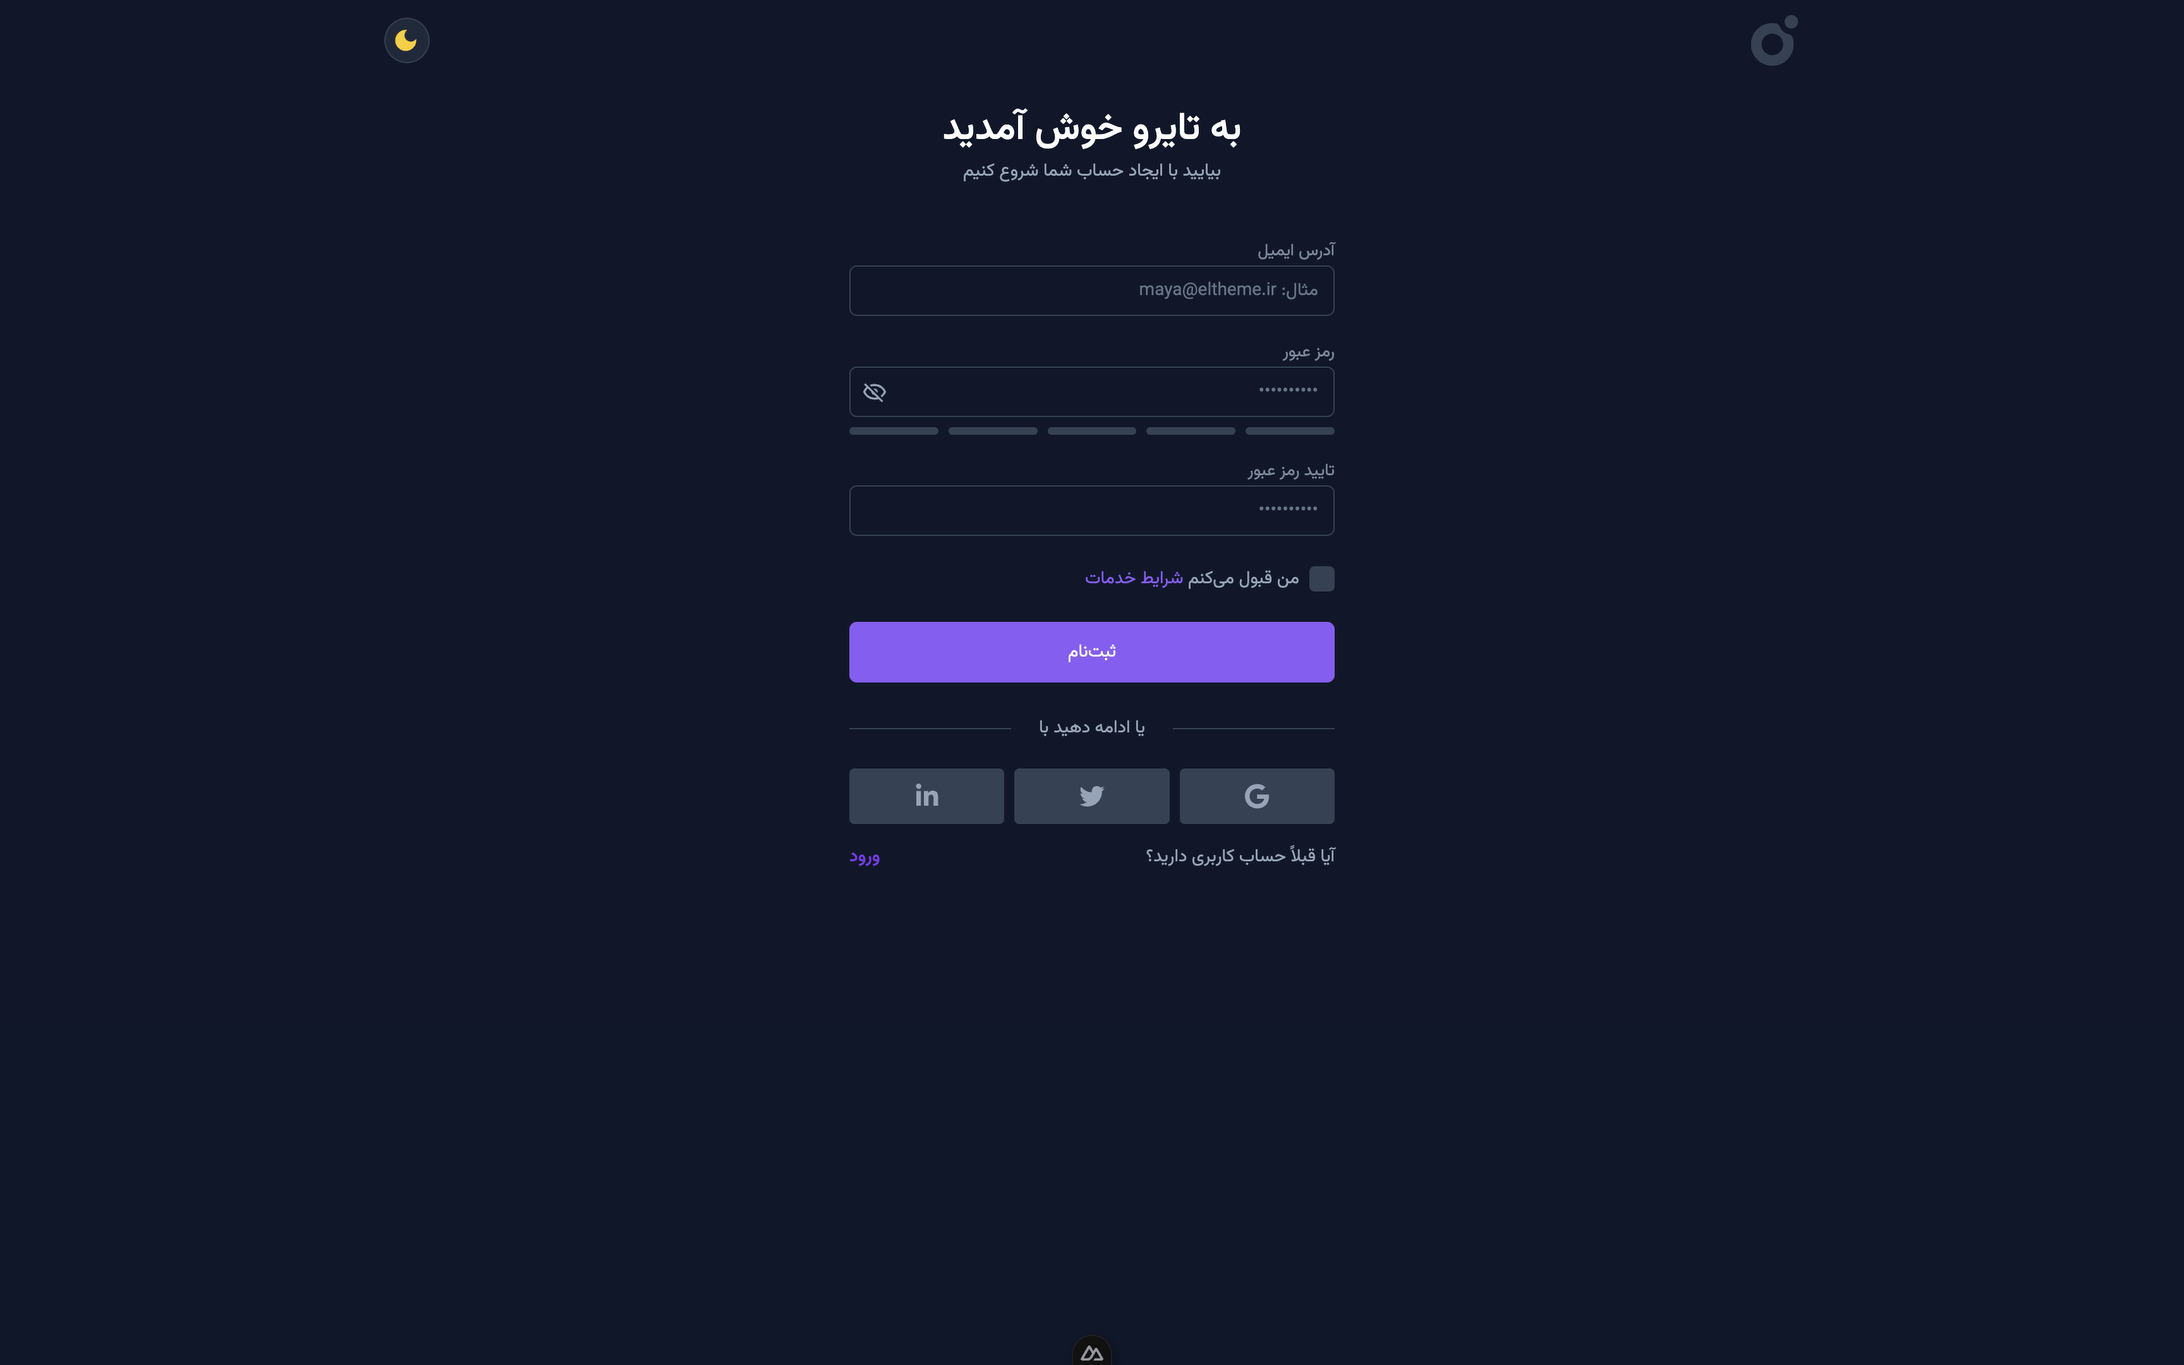 به تایرو خوش آمدید
بیایید با ایجاد حساب شما شروع کنیم
آدرس ایمیل
مثال: maya@eltheme.ir
رمز عبور
••••••••••
تایید رمز عبور
••••••••••
من قبول می‌کنم شرایط خدمات
ثبت‌نام
یا ادامه دهید با
آیا قبلاً حساب کاربری دارید؟
ورود